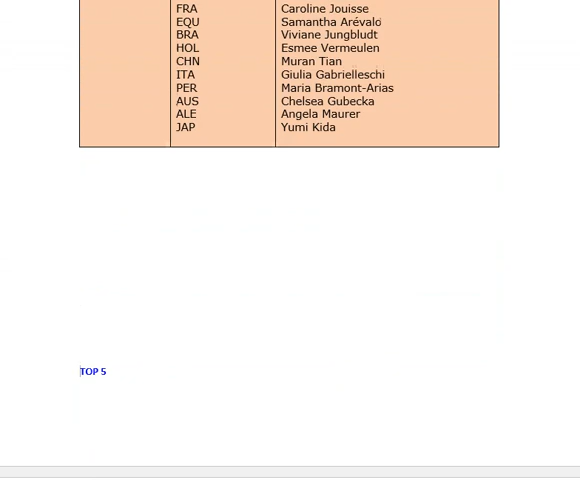 FRA Caroline Jouisse
EQU Samantha Arévalo
BRA Viviane Jungbludt
HOL Esmee Vermeulen
CHN Muran Tian
ITA Giulia Gabrielleschi
PER Maria Bramont-Arias
AUS Chelsea Gubecka
ALE Angela Maurer
JAP Yumi Kida
TOP 5